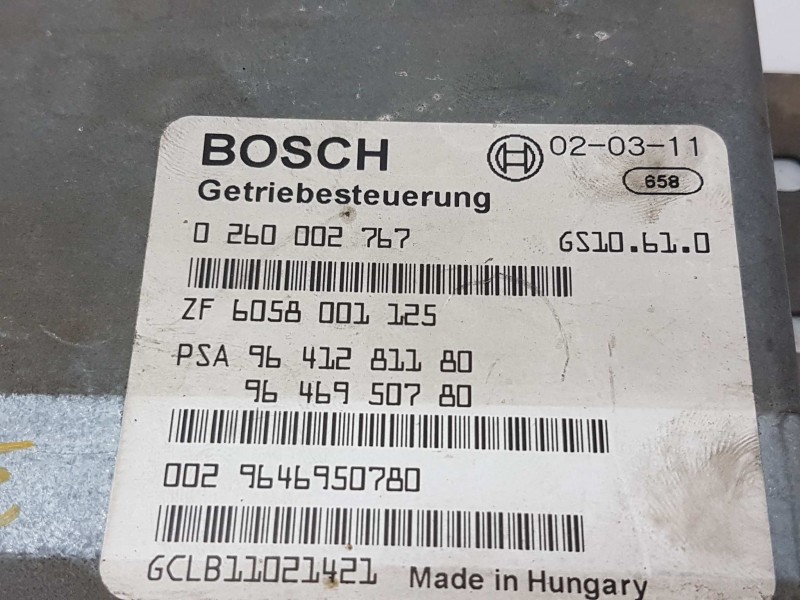 BOSCH 02-03-11
658
Getriebesteuerung
0 260 002 767 GS10.61.0
ZF 6058 001 125
PSA 96 412 811 80
96 469 507 80
002 9646950780
GCLB11021421 Made in Hungary